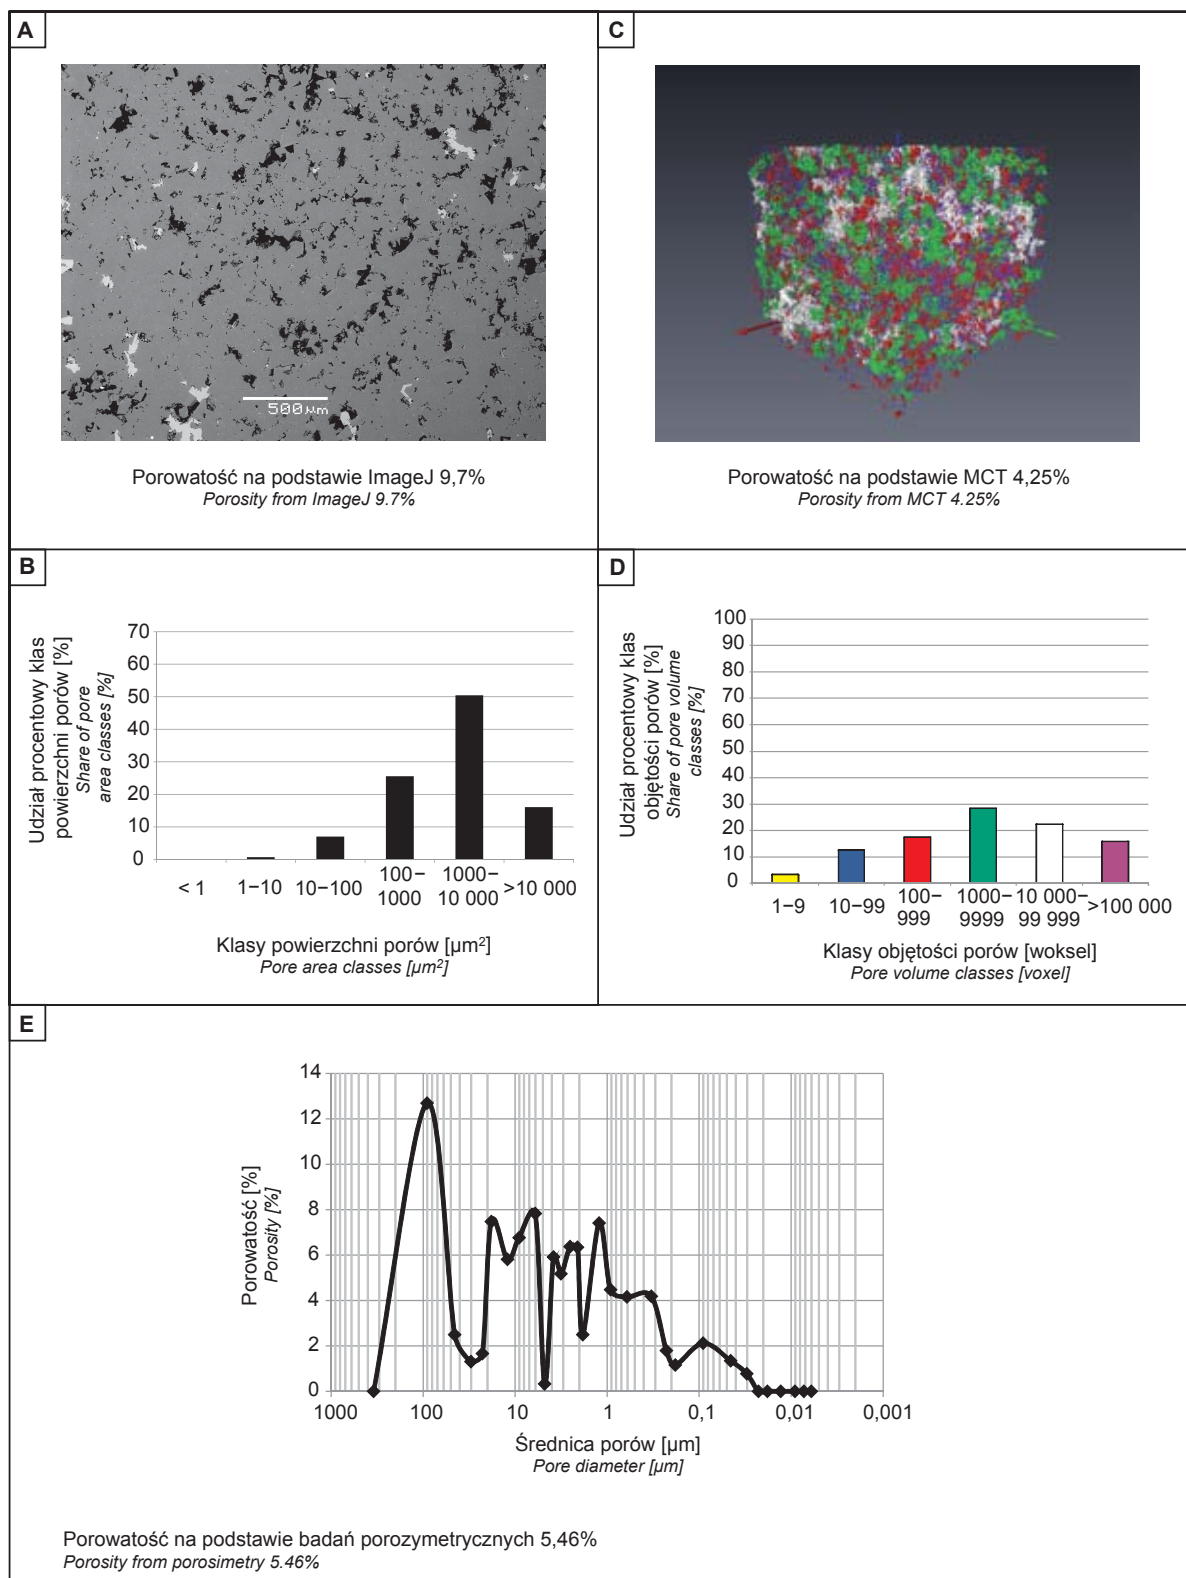 A
500µm
Porowatość na podstawie ImageJ 9,7%
Porosity from ImageJ 9.7%
C
Porowatość na podstawie MCT 4,25%
Porosity from MCT 4.25%
B
Udział procentowy klas
powierzchni porów [%]
Share of pore
area classes [%]
70
60
50
40
30
20
10
0
< 1
1–10
10–100
100–
1000
1000–
10 000
>10 000
Klasy powierzchni porów [µm²]
Pore area classes [µm²]
D
Udział procentowy klas
objętości porów [%]
Share of pore volume
classes [%]
100
90
80
70
60
50
40
30
20
10
0
1–9
10–99
100–
999
1000–
9999
10 000–
99 999
>100 000
Klasy objętości porów [woksel]
Pore volume classes [voxel]
E
Porowatość [%]
Porosity [%]
14
12
10
8
6
4
2
0
1000
100
10
1
0,1
0,01
0,001
Średnica porów [µm]
Pore diameter [µm]
Porowatość na podstawie badań porozymetrycznych 5,46%
Porosity from porosimetry 5.46%